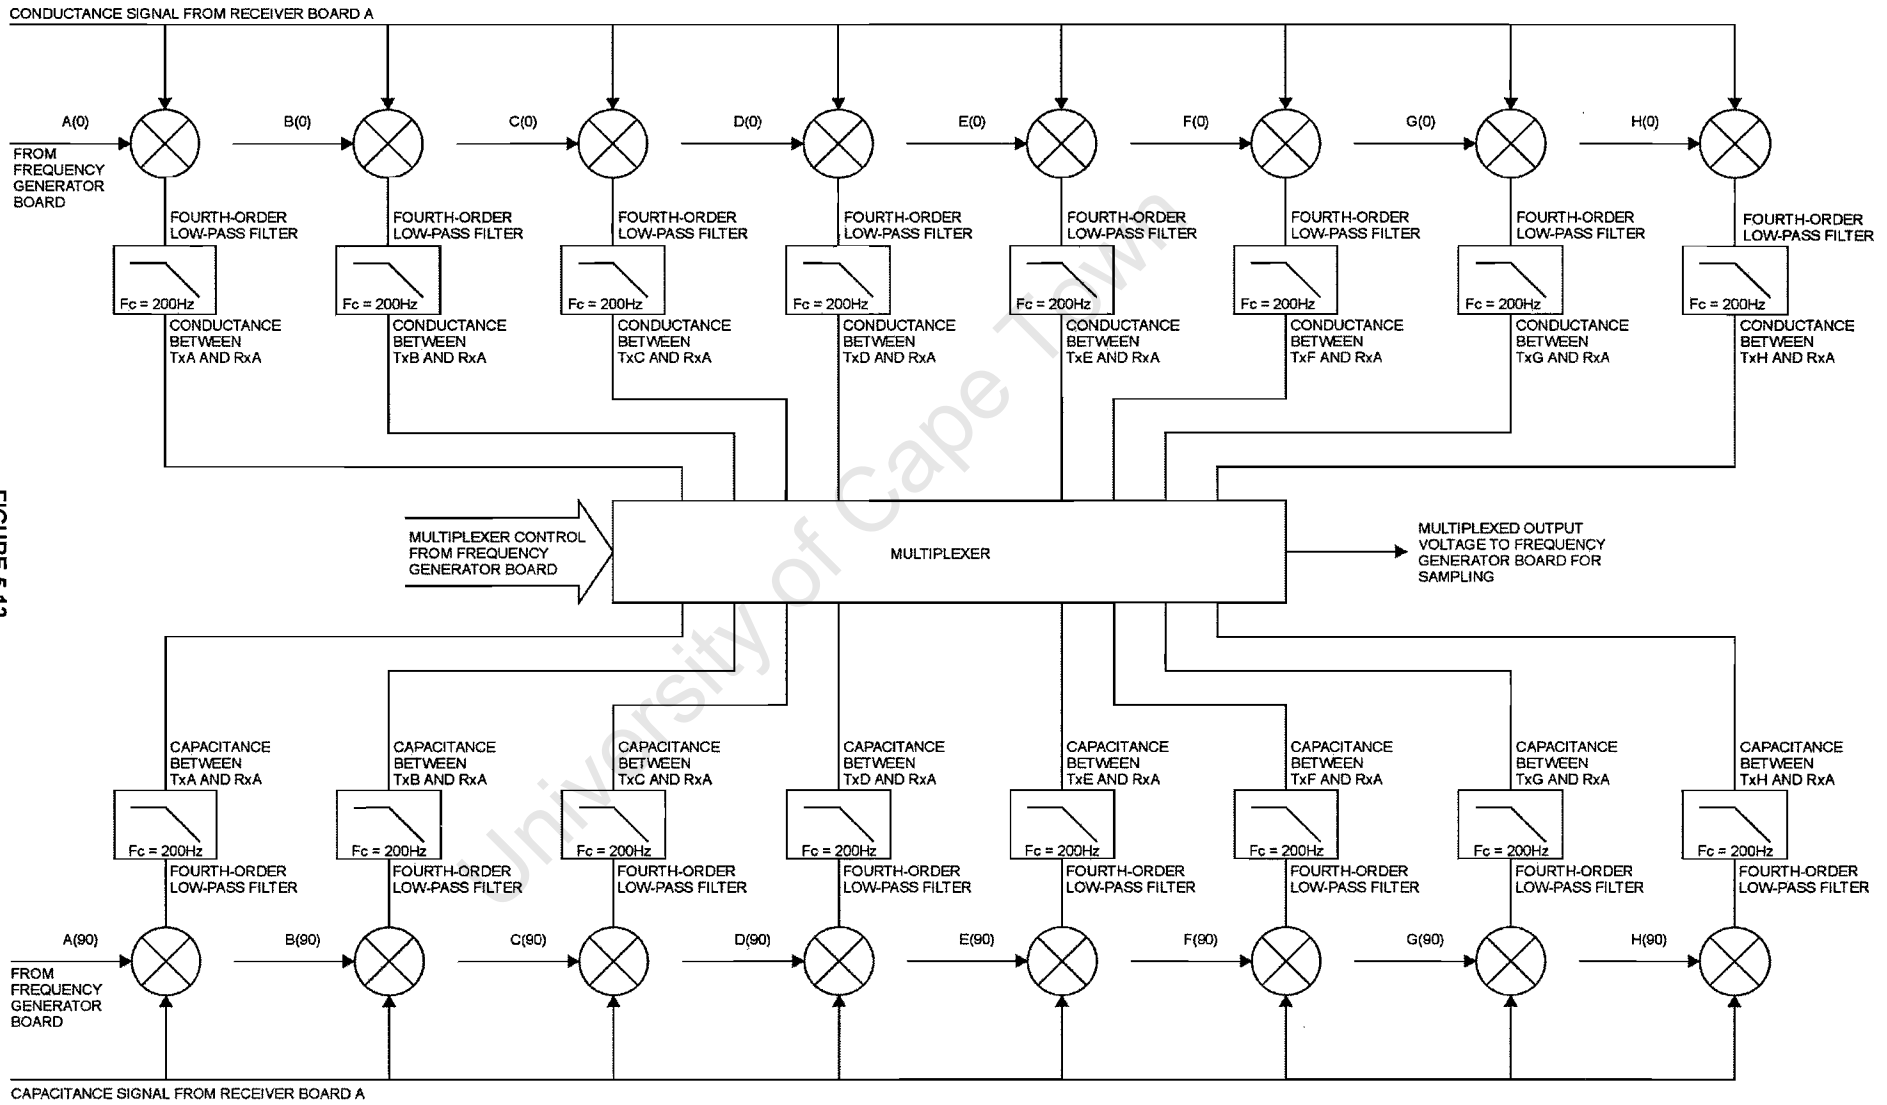 CONDUCTANCE SIGNAL FROM RECEIVER BOARD A
A(0)
B(0)
C(0)
D(0)
E(0)
F(0)
G(0)
H(0)
FROM
FREQUENCY
GENERATOR
BOARD
FOURTH-ORDER
LOW-PASS FILTER
FOURTH-ORDER
LOW-PASS FILTER
FOURTH-ORDER
LOW-PASS FILTER
FOURTH-ORDER
LOW-PASS FILTER
FOURTH-ORDER
LOW-PASS FILTER
FOURTH-ORDER
LOW-PASS FILTER
FOURTH-ORDER
LOW-PASS FILTER
FOURTH-ORDER
LOW-PASS FILTER
Fc = 200Hz
Fc = 200Hz
Fc = 200Hz
Fc = 200Hz
Fc = 200Hz
Fc = 200Hz
Fc = 200Hz
Fc = 200Hz
CONDUCTANCE
BETWEEN
TxA AND RxA
CONDUCTANCE
BETWEEN
TxB AND RxA
CONDUCTANCE
BETWEEN
TxC AND RxA
CONDUCTANCE
BETWEEN
TxD AND RxA
CONDUCTANCE
BETWEEN
TxE AND RxA
CONDUCTANCE
BETWEEN
TxF AND RxA
CONDUCTANCE
BETWEEN
TxG AND RxA
CONDUCTANCE
BETWEEN
TxH AND RxA
MULTIPLEXER CONTROL
FROM FREQUENCY
GENERATOR BOARD
MULTIPLEXER
MULTIPLEXED OUTPUT
VOLTAGE TO FREQUENCY
GENERATOR BOARD FOR
SAMPLING
University of Cape Town
CAPACITANCE
BETWEEN
TxA AND RxA
CAPACITANCE
BETWEEN
TxB AND RxA
CAPACITANCE
BETWEEN
TxC AND RxA
CAPACITANCE
BETWEEN
TxD AND RxA
CAPACITANCE
BETWEEN
TxE AND RxA
CAPACITANCE
BETWEEN
TxF AND RxA
CAPACITANCE
BETWEEN
TxG AND RxA
CAPACITANCE
BETWEEN
TxH AND RxA
Fc = 200Hz
Fc = 200Hz
Fc = 200Hz
Fc = 200Hz
Fc = 200Hz
Fc = 200Hz
Fc = 200Hz
Fc = 200Hz
FOURTH-ORDER
LOW-PASS FILTER
FOURTH-ORDER
LOW-PASS FILTER
FOURTH-ORDER
LOW-PASS FILTER
FOURTH-ORDER
LOW-PASS FILTER
FOURTH-ORDER
LOW-PASS FILTER
FOURTH-ORDER
LOW-PASS FILTER
FOURTH-ORDER
LOW-PASS FILTER
FOURTH-ORDER
LOW-PASS FILTER
A(90)
B(90)
C(90)
D(90)
E(90)
F(90)
G(90)
H(90)
FROM
FREQUENCY
GENERATOR
BOARD
CAPACITANCE SIGNAL FROM RECEIVER BOARD A